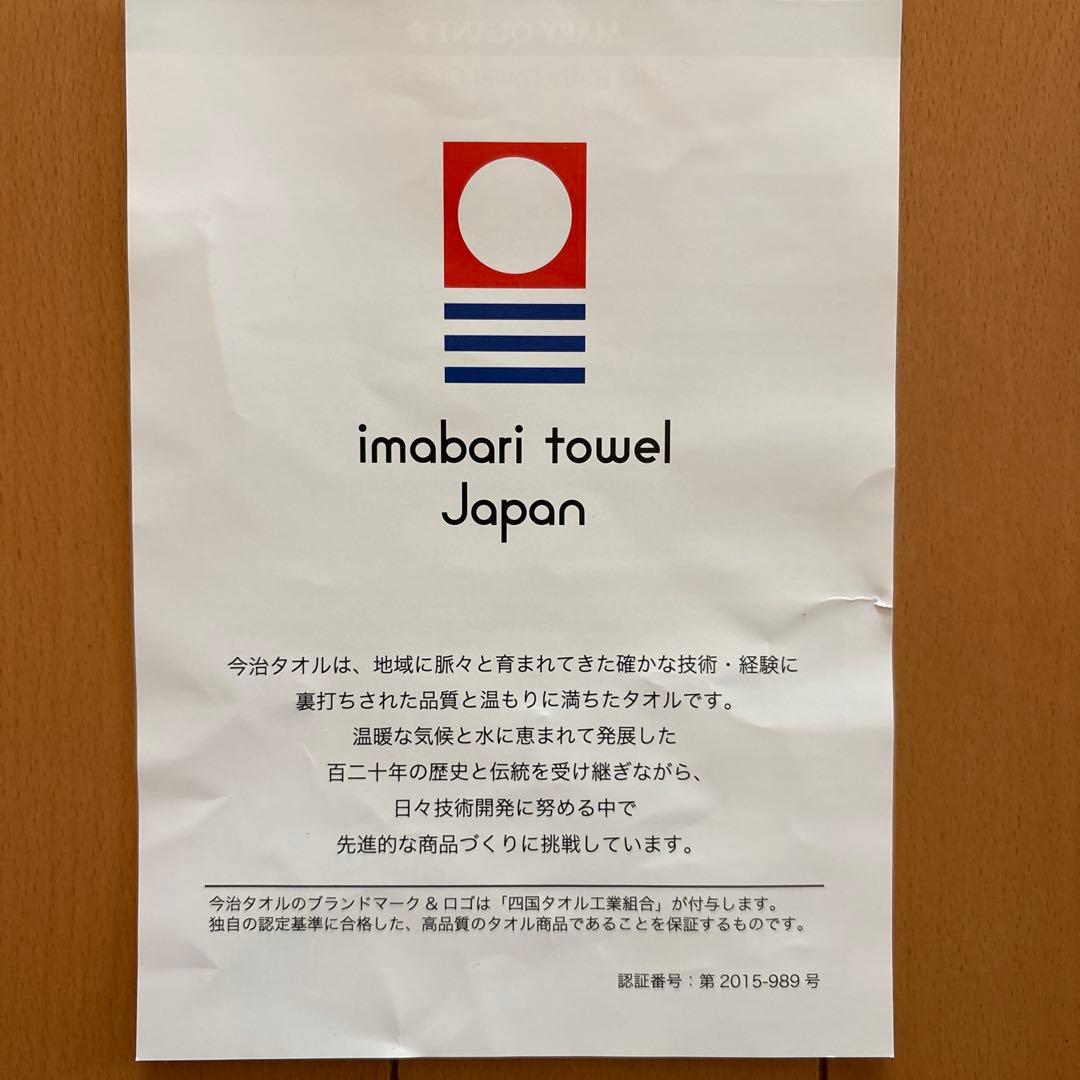 MARY QUANT
imabari towel
Japan
今治タオルは、地域に脈々と育まれてきた確かな技術・経験に
裏打ちされた品質と温もりに満ちたタオルです。
温暖な気候と水に恵まれて発展した
百二十年の歴史と伝統を受け継ぎながら、
日々技術開発に努める中で
先進的な商品づくりに挑戦しています。
今治タオルのブランドマーク & ロゴは「四国タオル工業組合」が付与します。
独自の認定基準に合格した、高品質のタオル商品であることを保証するものです。
認証番号：第 2015-989 号